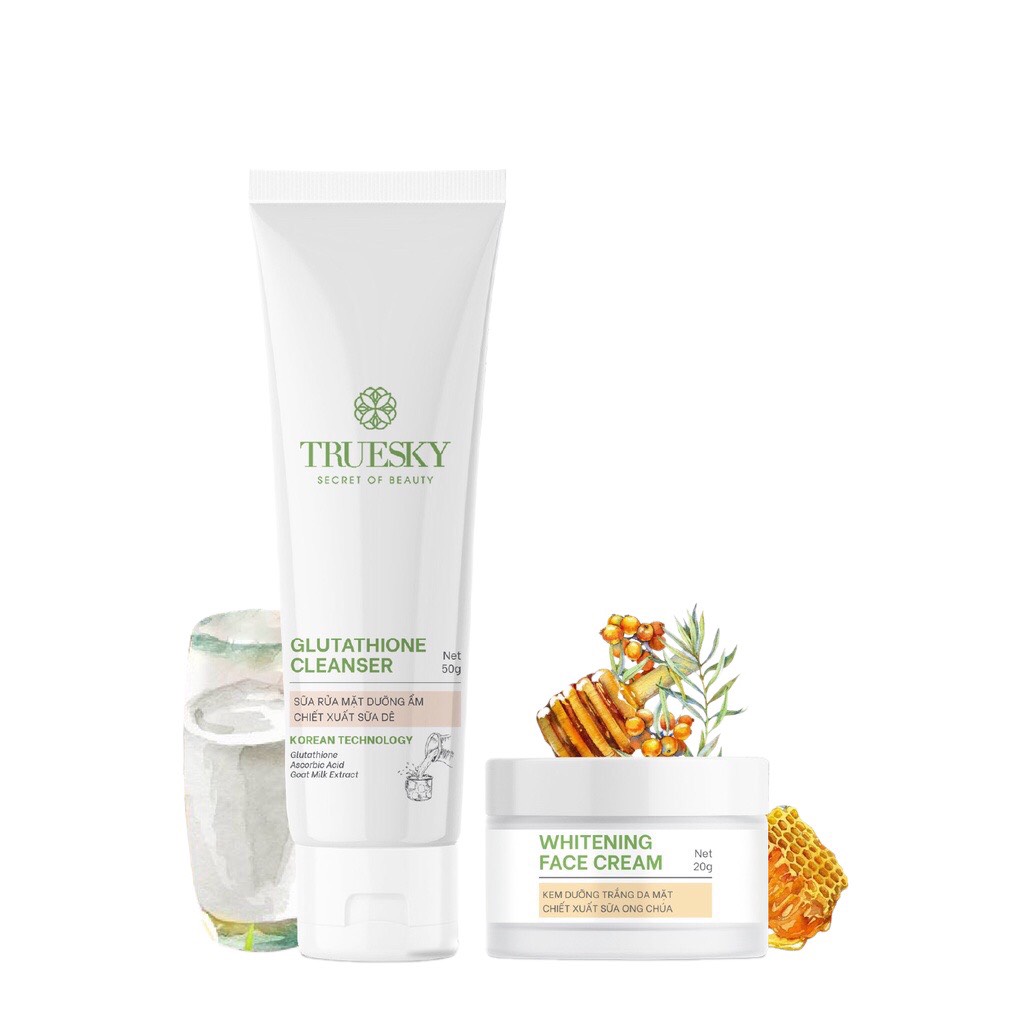 TRUESKY
SECRET OF BEAUTY
GLUTATHIONE
CLEANSER
Net
50g
SỮA RỬA MẶT DƯỠNG ẨM
CHIẾT XUẤT SỮA DÊ
KOREAN TECHNOLOGY
Glutathione
Ascorbic Acid
Goat Milk Extract
WHITENING
FACE CREAM
Net
20g
KEM DƯỠNG TRẮNG DA MẶT
CHIẾT XUẤT SỮA ONG CHÚA